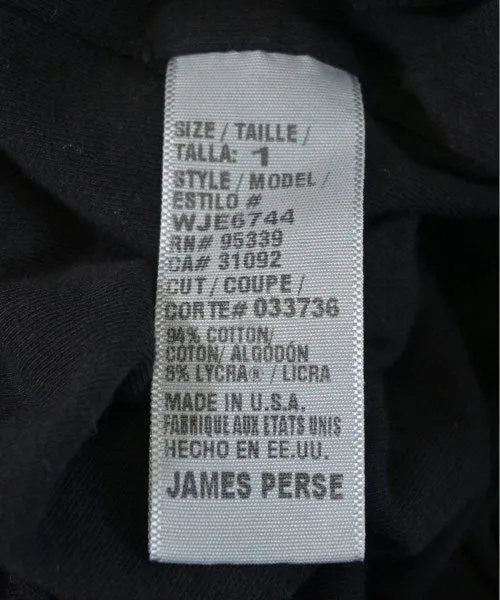 SIZE / TAILLE /
TALLA: 1
STYLE / MODEL /
ESTILO #
WJE6744
RN# 95339
CA# 31092
CUT / COUPE /
CORTE# 033736
94% COTTON/
COTON/ ALGODÓN
6% LYCRA® / LICRA
MADE IN U.S.A.
FABRIQUE AUX ETATS UNIS
HECHO EN EE.UU.
JAMES PERSE